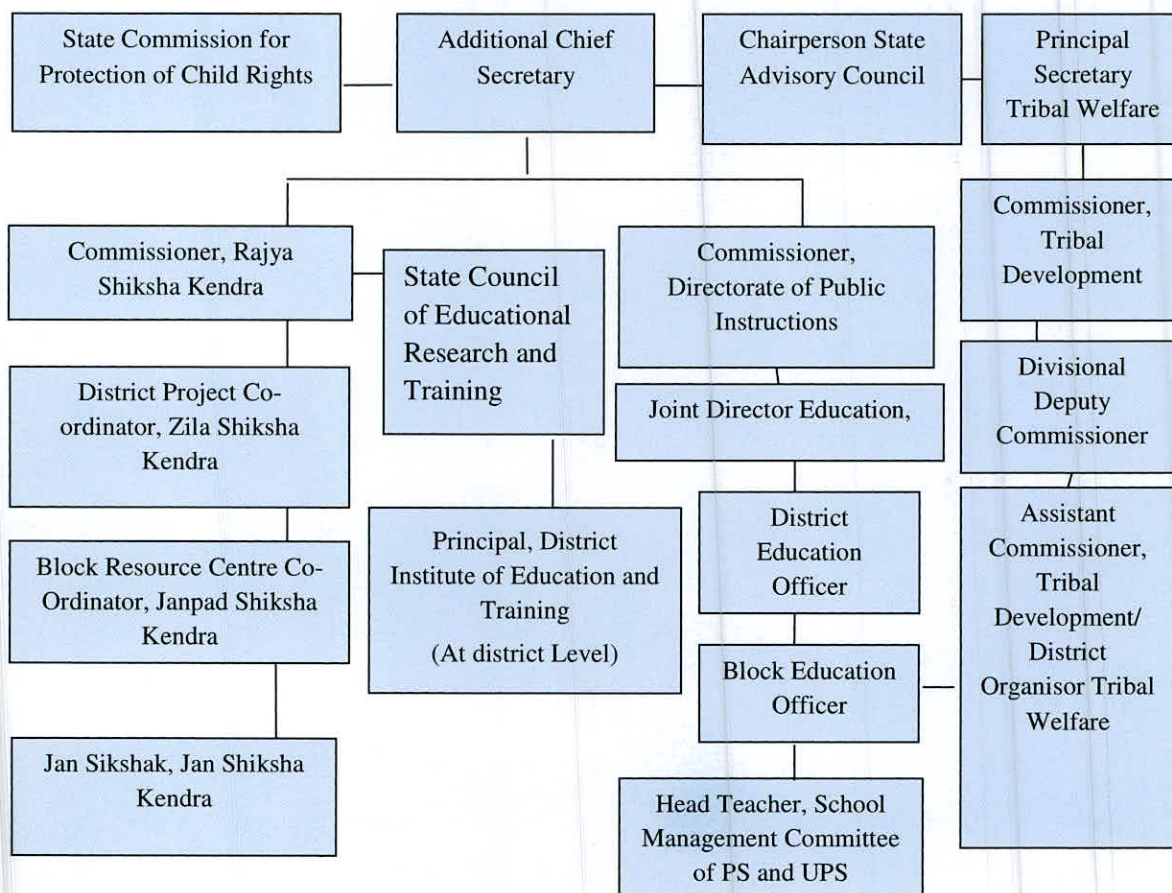 State Commission for
Protection of Child Rights
Additional Chief
Secretary
Chairperson State
Advisory Council
Principal
Secretary
Tribal Welfare
Commissioner, Rajya
Shiksha Kendra
State Council
of Educational
Research and
Training
Commissioner,
Directorate of Public
Instructions
Commissioner,
Tribal
Development
District Project Co-
ordinator, Zila Shiksha
Kendra
Joint Director Education,
Divisional
Deputy
Commissioner
Block Resource Centre Co-
Ordinator, Janpad Shiksha
Kendra
Principal, District
Institute of Education and
Training
(At district Level)
District
Education
Officer
Assistant
Commissioner,
Tribal
Development/
District
Organisor Tribal
Welfare
Block Education
Officer
Jan Sikshak, Jan Shiksha
Kendra
Head Teacher, School
Management Committee
of PS and UPS